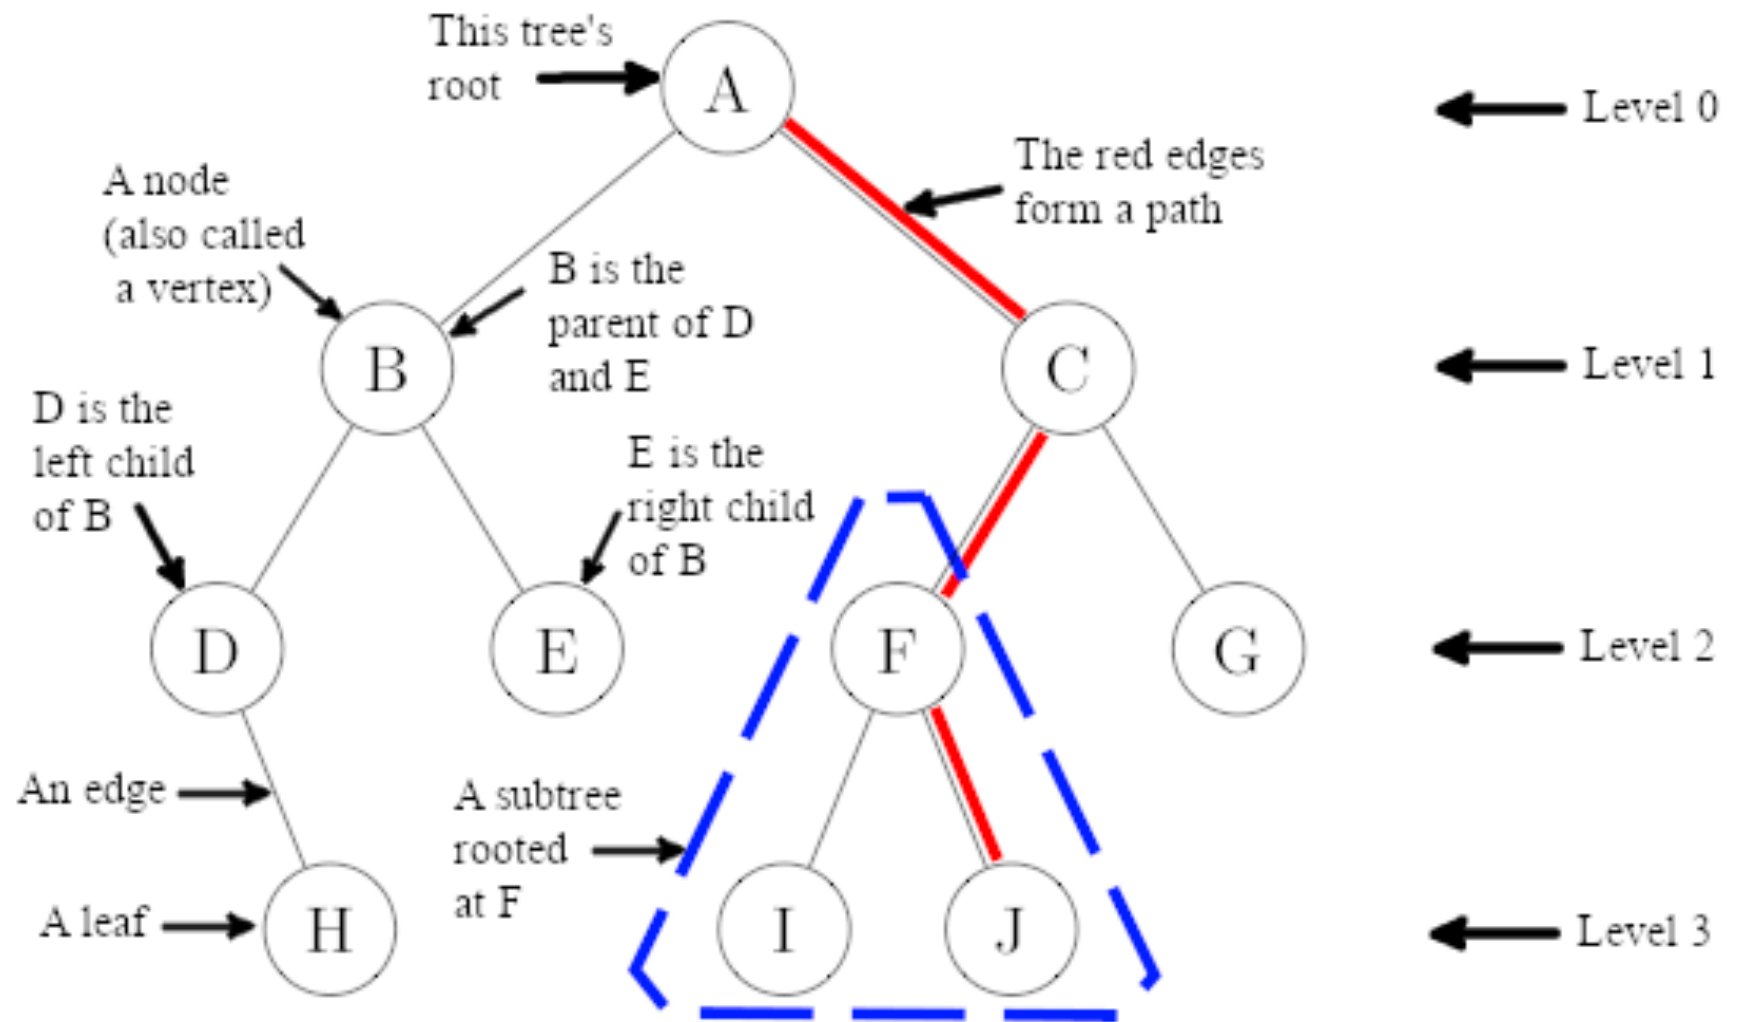 This tree's
root
A
Level 0
The red edges
form a path
A node
(also called
a vertex)
B is the
parent of D
and E
B
C
Level 1
D is the
left child
of B
E is the
right child
of B
D
E
F
G
Level 2
An edge
A subtree
rooted
at F
A leaf
H
I
J
Level 3